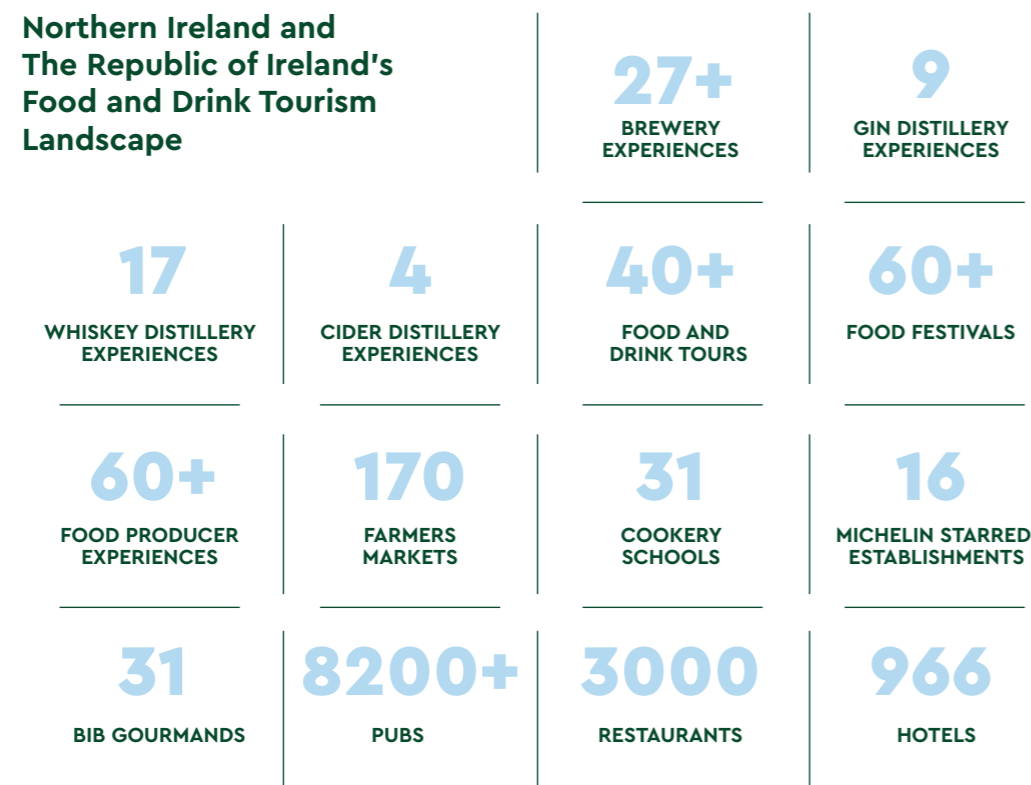 Northern Ireland and
The Republic of Ireland's
Food and Drink Tourism
Landscape
27+
BREWERY
EXPERIENCES
9
GIN DISTILLERY
EXPERIENCES
17
WHISKEY DISTILLERY
EXPERIENCES
4
CIDER DISTILLERY
EXPERIENCES
40+
FOOD AND
DRINK TOURS
60+
FOOD FESTIVALS
60+
FOOD PRODUCER
EXPERIENCES
170
FARMERS
MARKETS
31
COOKERY
SCHOOLS
16
MICHELIN STARRED
ESTABLISHMENTS
31
BIB GOURMANDS
8200+
PUBS
3000
RESTAURANTS
966
HOTELS